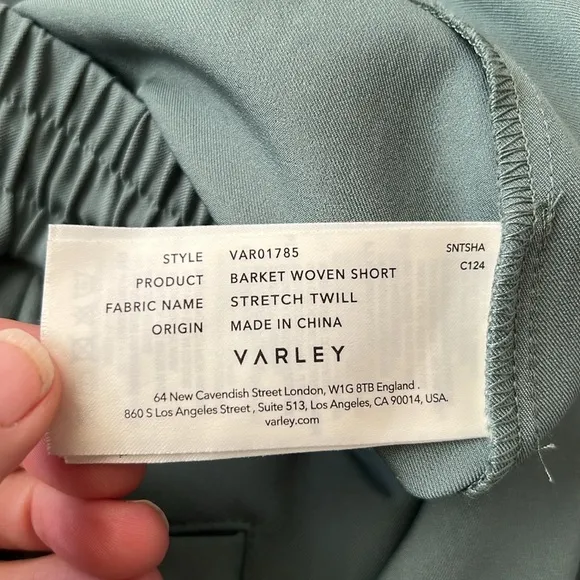 STYLE VAR01785 SNTSHA
PRODUCT BARKET WOVEN SHORT C124
FABRIC NAME STRETCH TWILL
ORIGIN MADE IN CHINA
VARLEY
64 New Cavendish Street London, W1G 8TB England .
860 S Los Angeles Street , Suite 513, Los Angeles, CA 90014, USA.
varley.com